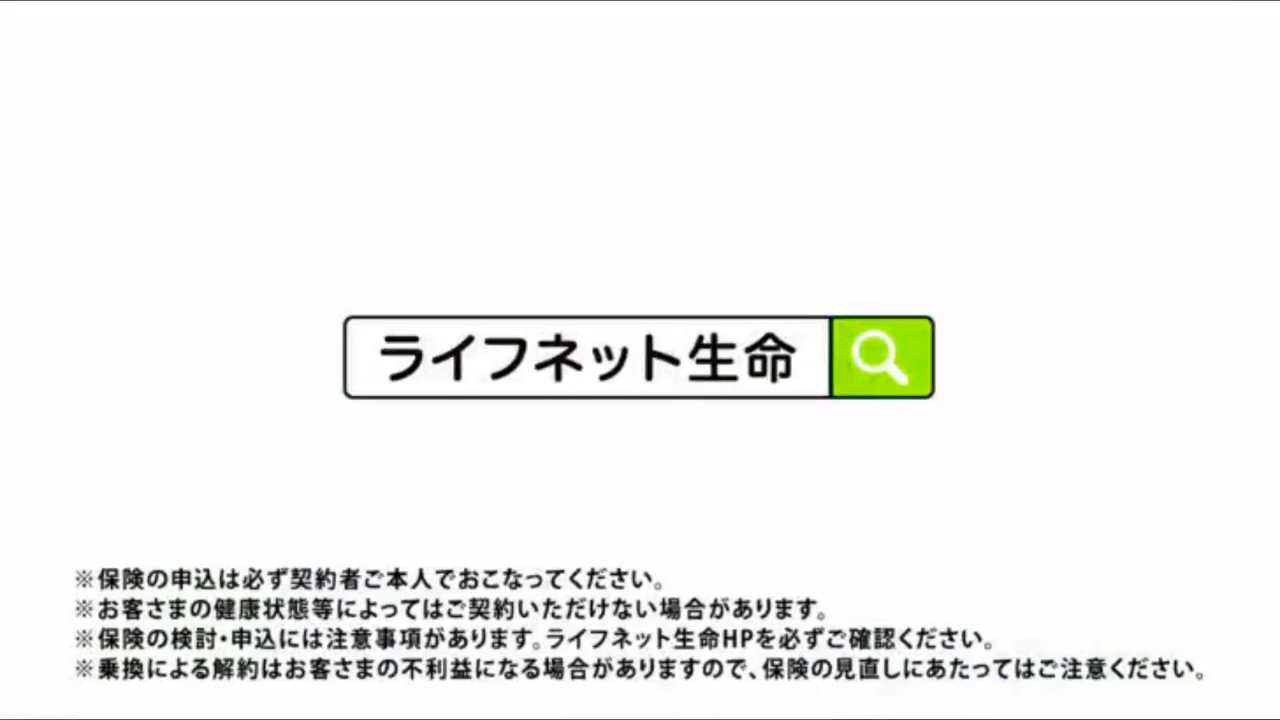 ライフネット生命
※保険の申込は必ず契約者ご本人でおこなってください。
※お客さまの健康状態等によってはご契約いただけない場合があります。
※保険の検討・申込には注意事項があります。ライフネット生命HPを必ずご確認ください。
※乗換による解約はお客さまの不利益になる場合がありますので、保険の見直しにあたってはご注意ください。